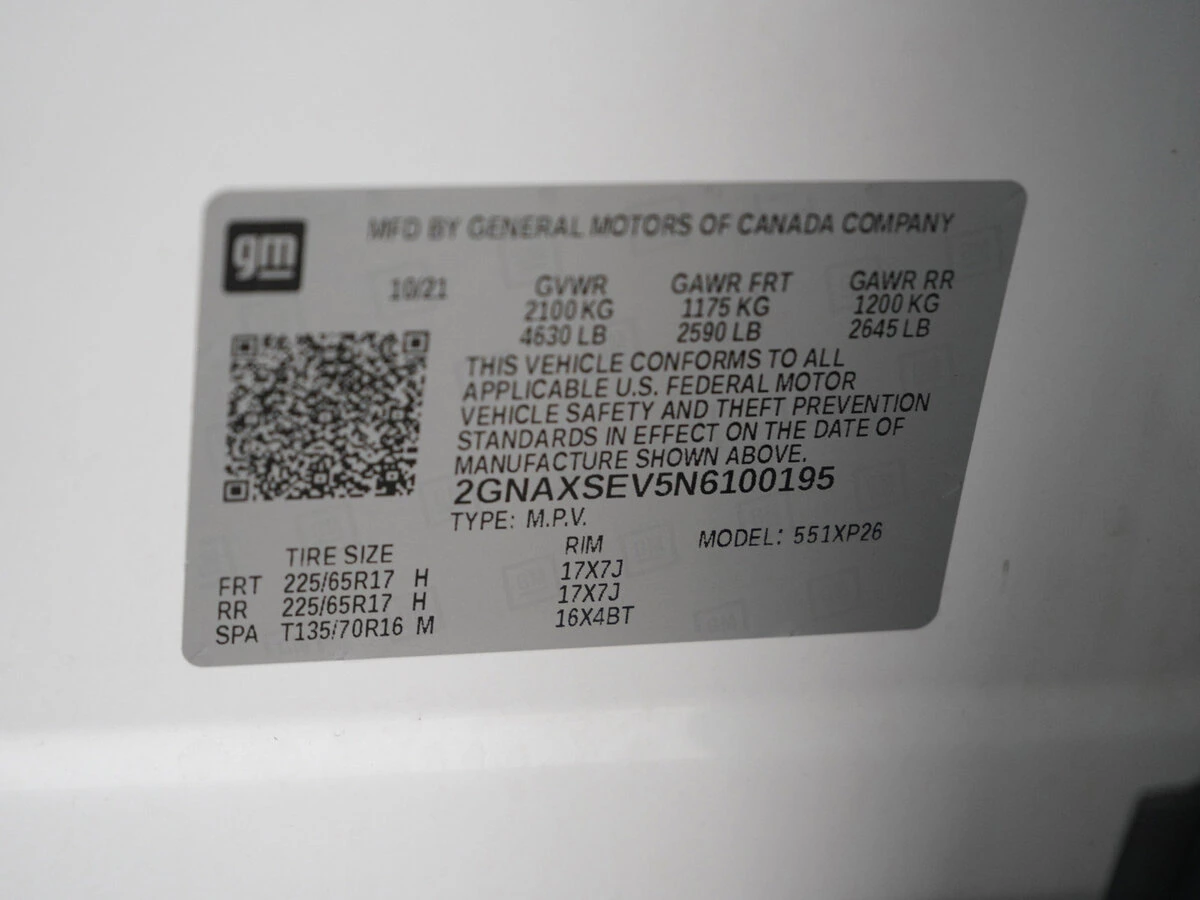 gm
MFD BY GENERAL MOTORS OF CANADA COMPANY
10/21 GVWR GAWR FRT GAWR RR
2100 KG 1175 KG 1200 KG
4630 LB 2590 LB 2645 LB
THIS VEHICLE CONFORMS TO ALL
APPLICABLE U.S. FEDERAL MOTOR
VEHICLE SAFETY AND THEFT PREVENTION
STANDARDS IN EFFECT ON THE DATE OF
MANUFACTURE SHOWN ABOVE.
2GNAXSEV5N6100195
TYPE: M.P.V. MODEL: 551XP26
TIRE SIZE RIM
FRT 225/65R17 H 17X7J
RR 225/65R17 H 17X7J
SPA T135/70R16 M 16X4BT